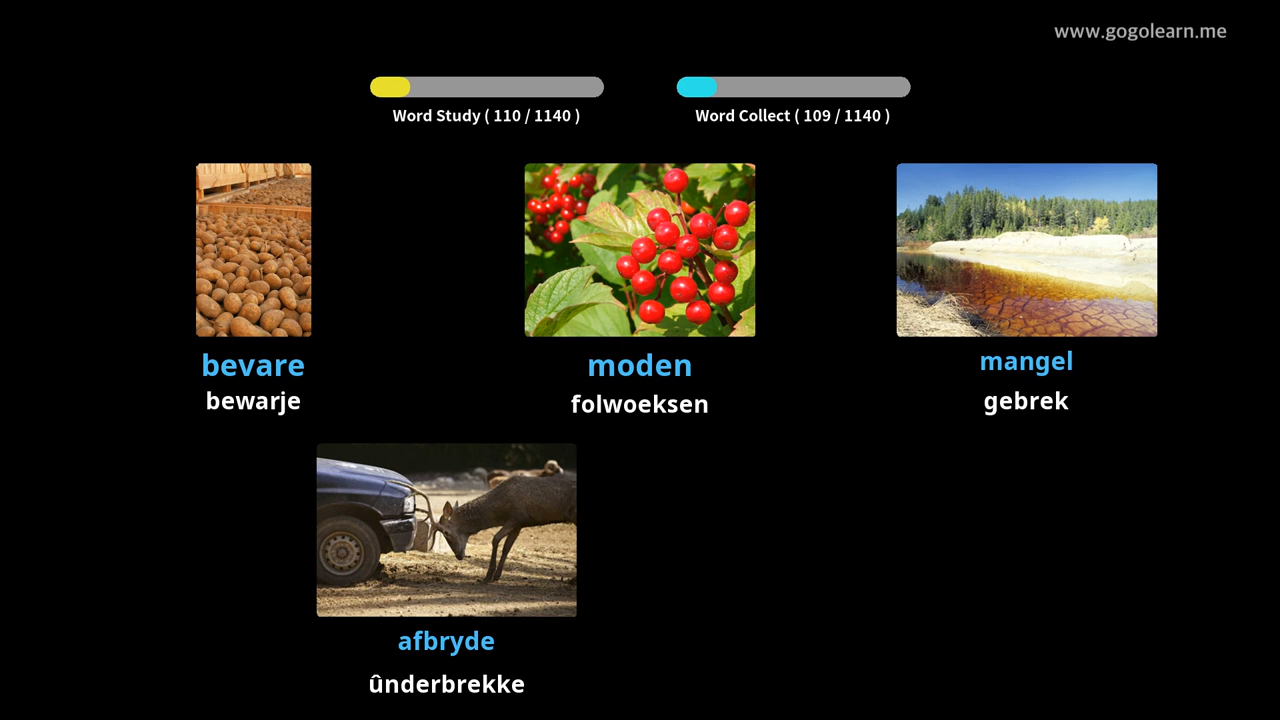 www.gogolearn.me
Word Study ( 110 / 1140 )
Word Collect ( 109 / 1140 )
bevare
bewarje
moden
folwoeksen
mangel
gebrek
afbryde
ûnderbrekke